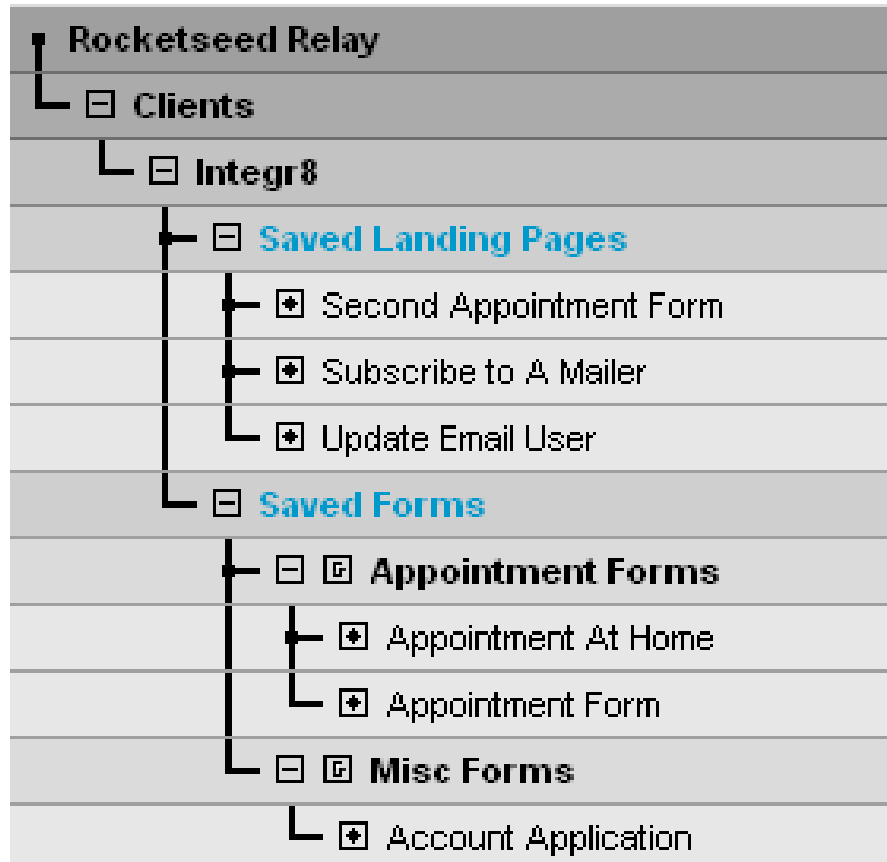 Rocketseed Relay
Clients
Integr8
Saved Landing Pages
Second Appointment Form
Subscribe to A Mailer
Update Email User
Saved Forms
G Appointment Forms
Appointment At Home
Appointment Form
G Misc Forms
Account Application